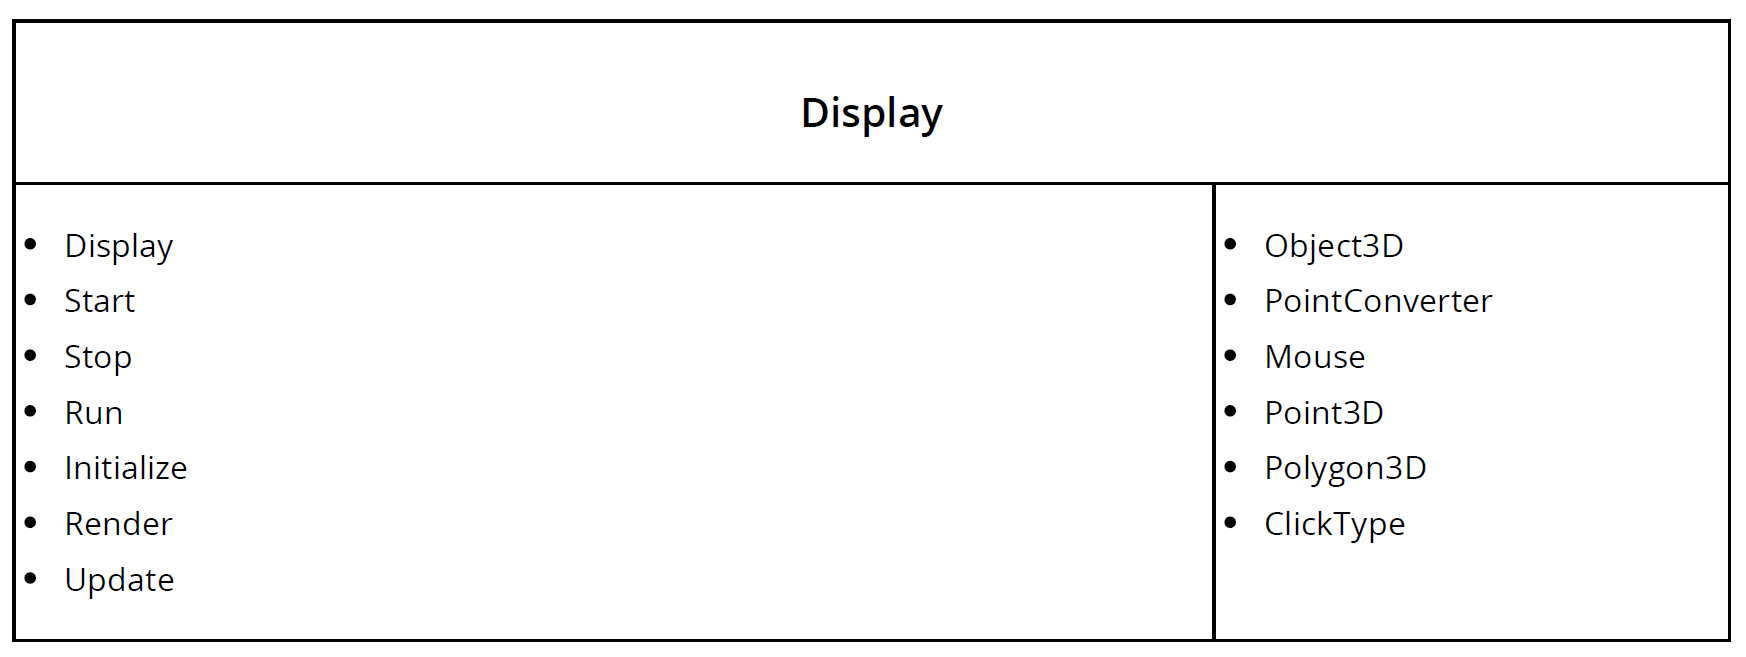 Display
Display
Start
Stop
Run
Initialize
Render
Update
Object3D
PointConverter
Mouse
Point3D
Polygon3D
ClickType